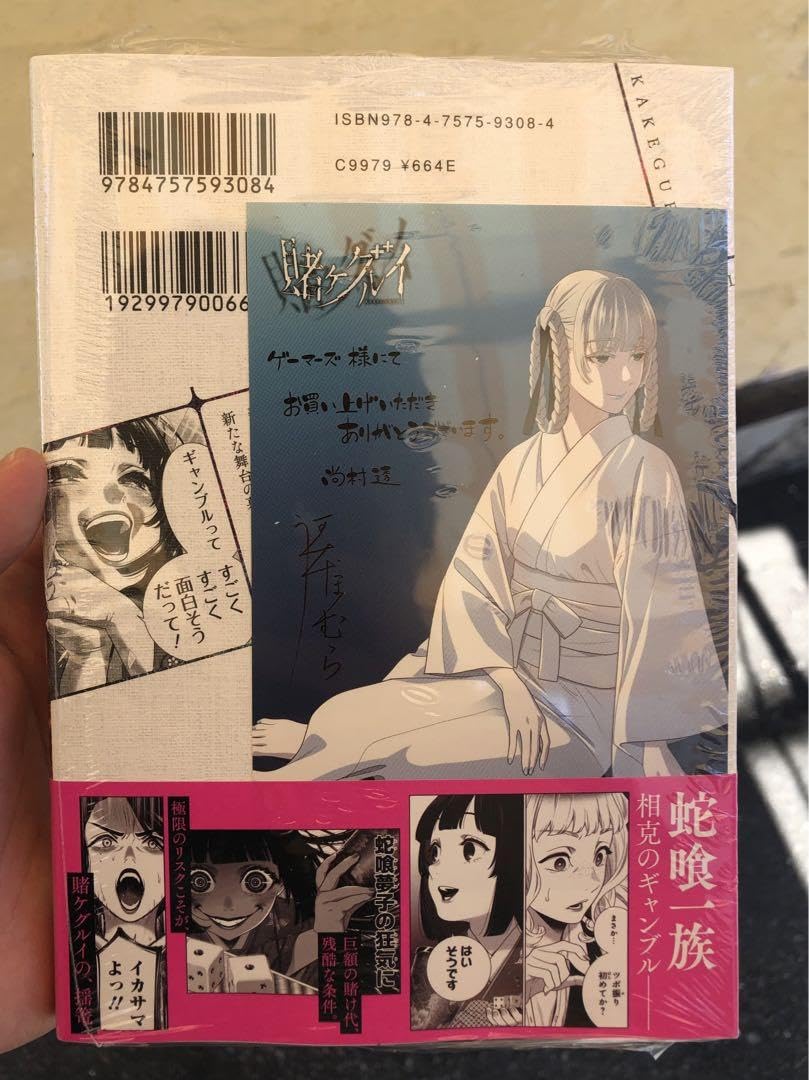 ISBN978-4-7575-9308-4
C9979 ¥664E
9784757593084
19299790066
KAKEGU
賭ケグルイ
ゲーマーズ 様にて
お買い上げいただき
ありがとうございます。
尚村透
新たな舞台の
ギャンブルって
すごく
すごく
面白そう
だって!
蛇喰一族
相克のギャンブル――
まさか…
ツボ振り
初めてか?
はい
そうです
蛇喰夢子の狂気に、
巨額の賭け代、
残酷な条件。
極限のリスクこそが、
イカサマ
よっ!!
賭ケグルイの、揺籃